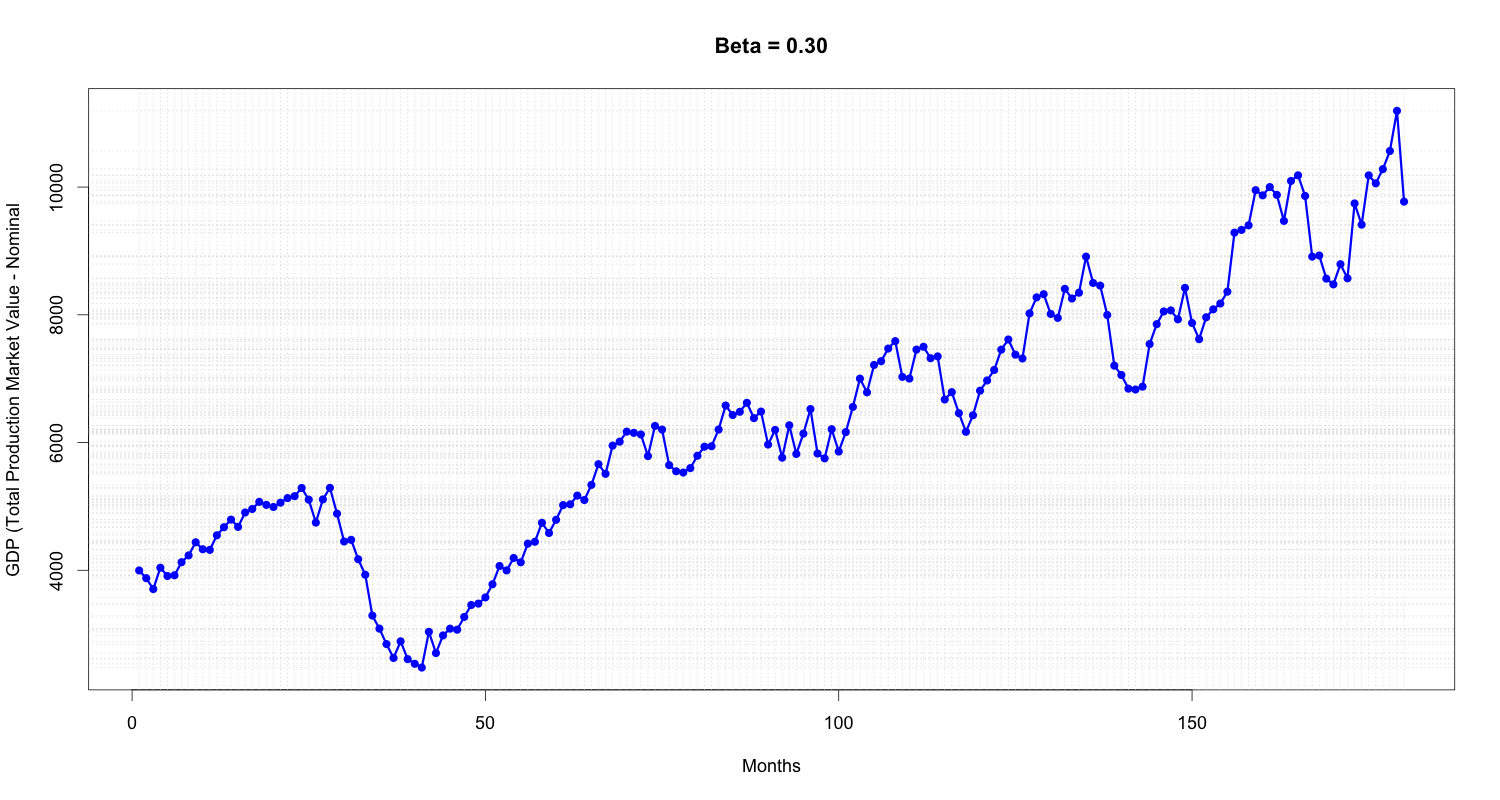 Beta = 0.30
GDP (Total Production Market Value - Nominal
10000
8000
6000
4000
0 50 100 150
Months